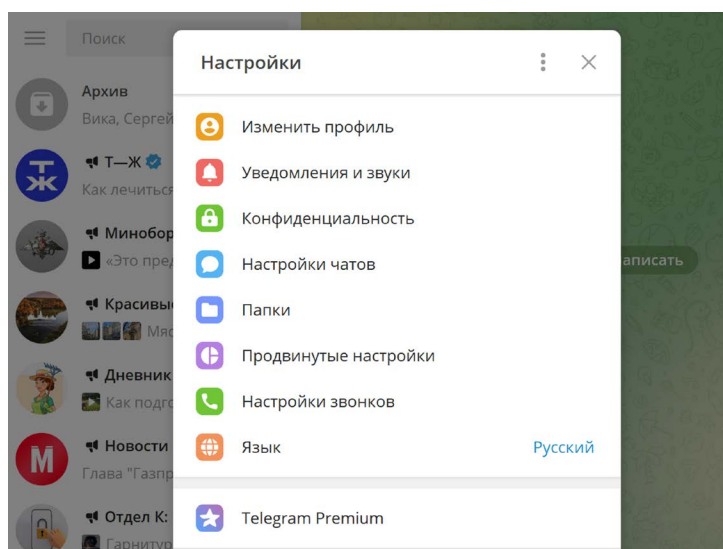 Поиск
Настройки
Архив
Вика, Сергей
Изменить профиль
Т—Ж
Как лечиться
Уведомления и звуки
Конфиденциальность
Минобор
«Это пред
Настройки чатов
аписать
Красивые
Мяс
Папки
Продвинутые настройки
Дневник
Как подго
Настройки звонков
Новости
Глава "Газпр
Язык
Русский
Отдел К:
Гарнитур
Telegram Premium